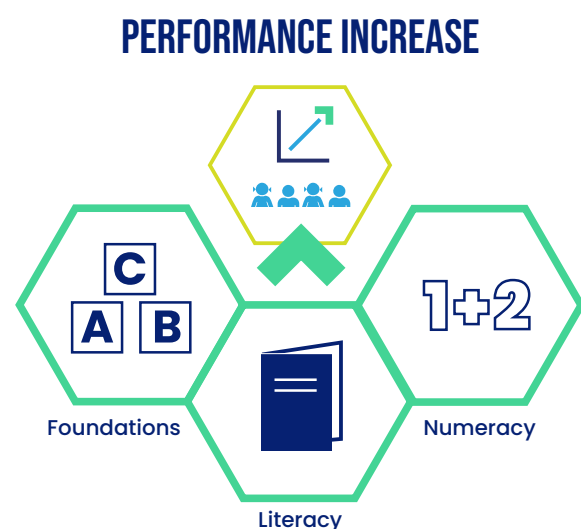 PERFORMANCE INCREASE
C
A B
1+2
Foundations
Numeracy
Literacy